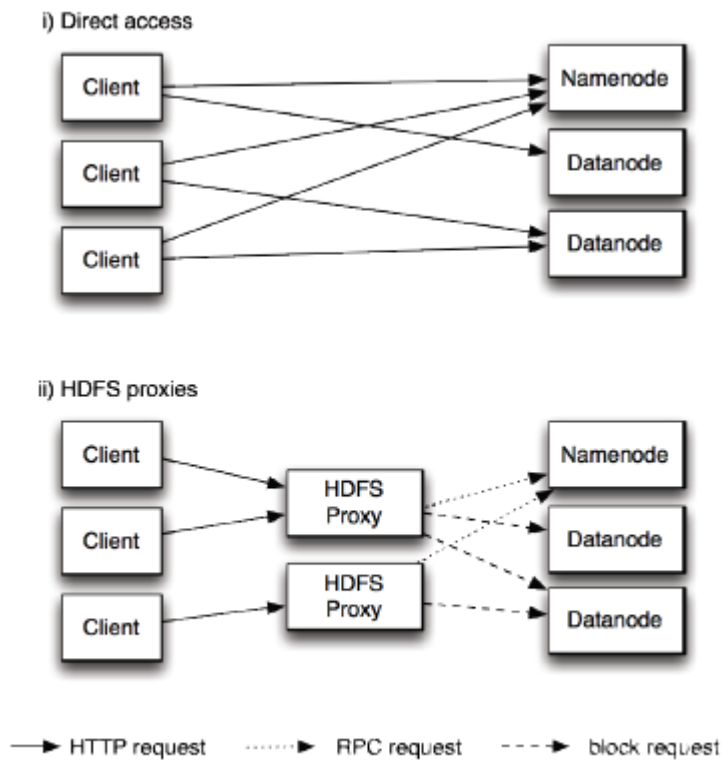 i) Direct access
Client
Namenode
Client
Datanode
Client
Datanode
ii) HDFS proxies
Client
Namenode
HDFS
Proxy
Client
Datanode
HDFS
Proxy
Client
Datanode
HTTP request
RPC request
block request